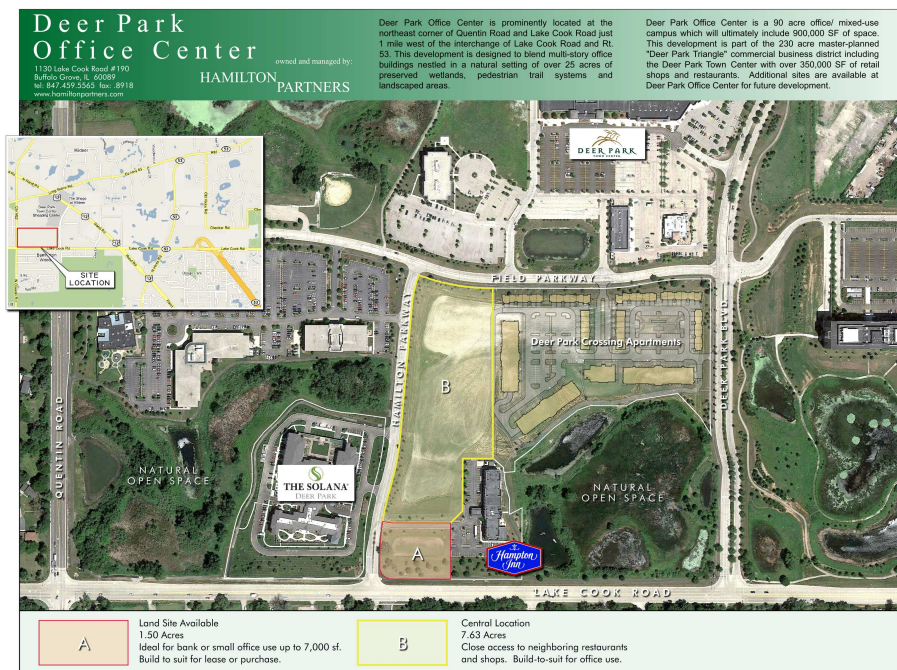 Deer Park
Office Center
1130 Lake Cook Road #190
Buffalo Grove, IL 60089
tel: 847.459.5565 fax: .8918
www.hamiltonpartners.com
owned and managed by:
HAMILTON
PARTNERS
Deer Park Office Center is prominently located at the
northeast corner of Quentin Road and Lake Cook Road just
1 mile west of the interchange of Lake Cook Road and Rt.
53. This development is designed to blend multi-story office
buildings nestled in a natural setting of over 25 acres of
preserved wetlands, pedestrian trail systems and
landscaped areas.
Deer Park Office Center is a 90 acre office/ mixed-use
campus which will ultimately include 900,000 SF of space.
This development is part of the 230 acre master-planned
"Deer Park Triangle" commercial business district including
the Deer Park Town Center with over 350,000 SF of retail
shops and restaurants. Additional sites are available at
Deer Park Office Center for future development.
DEER PARK
TOWN CENTER
Deer Park
Town Center
Shopping Center
Lake Cook Rd
Lake Cook Rd
SITE
LOCATION
FIELD PARKWAY
HAMILTON PARKWAY
DEER PARK BLVD
QUENTIN ROAD
Deer Park Crossing Apartments
B
NATURAL
OPEN SPACE
THE SOLANA
DEER PARK
NATURAL
OPEN SPACE
A
Hampton
Inn
LAKE COOK ROAD
A
Land Site Available
1.50 Acres
Ideal for bank or small office use up to 7,000 sf.
Build to suit for lease or purchase.
B
Central Location
7.63 Acres
Close access to neighboring restaurants
and shops. Build-to-suit for office use.